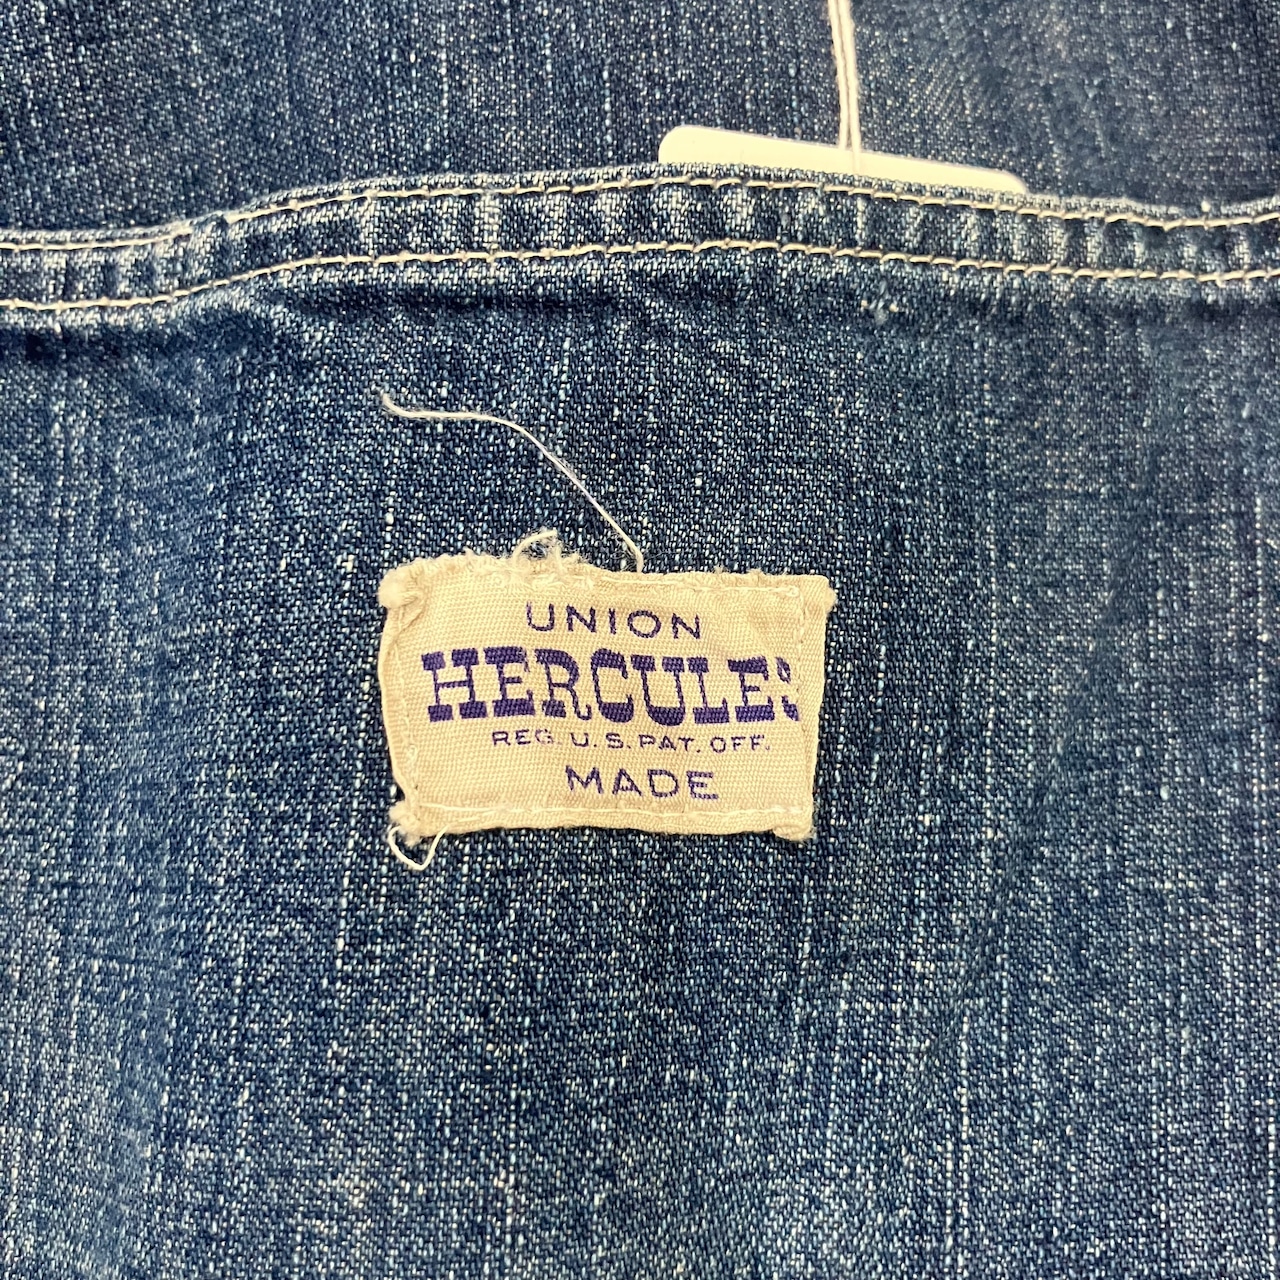 UNION
HERCULES
REG. U.S. PAT. OFF.
MADE